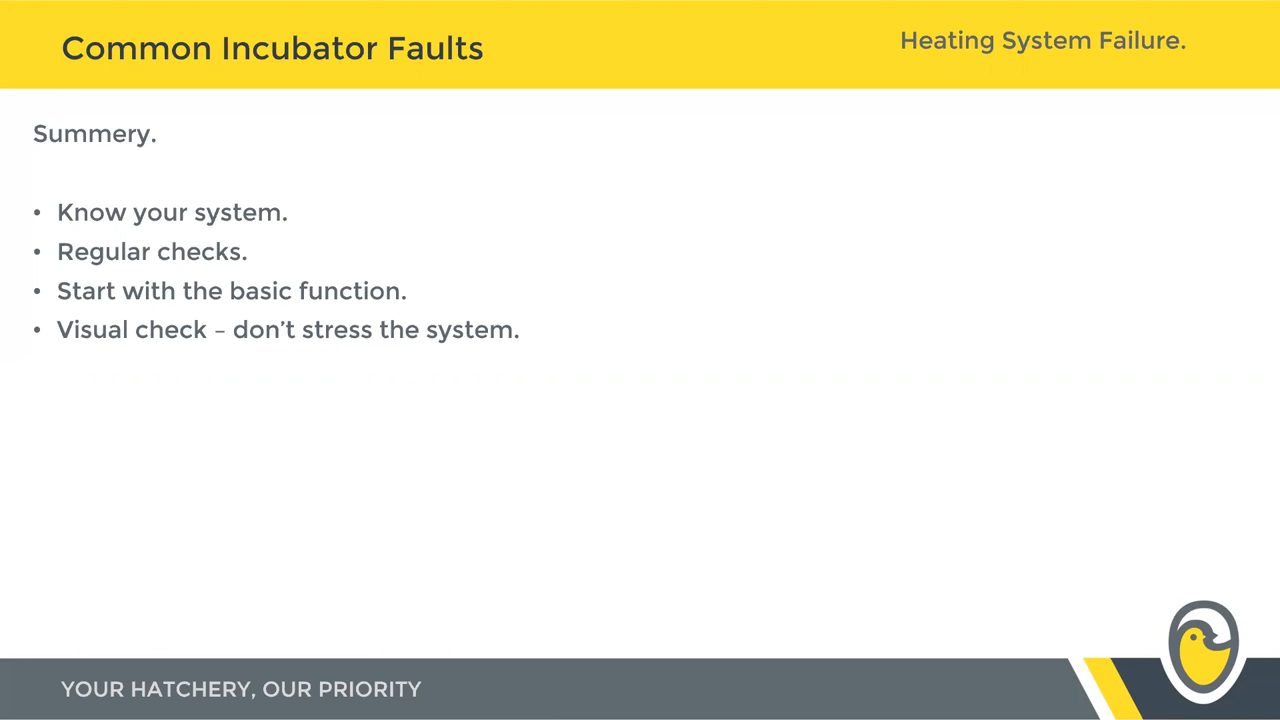 Common Incubator Faults
Heating System Failure.
Summery.
• Know your system.
• Regular checks.
• Start with the basic function.
• Visual check – don’t stress the system.
YOUR HATCHERY, OUR PRIORITY